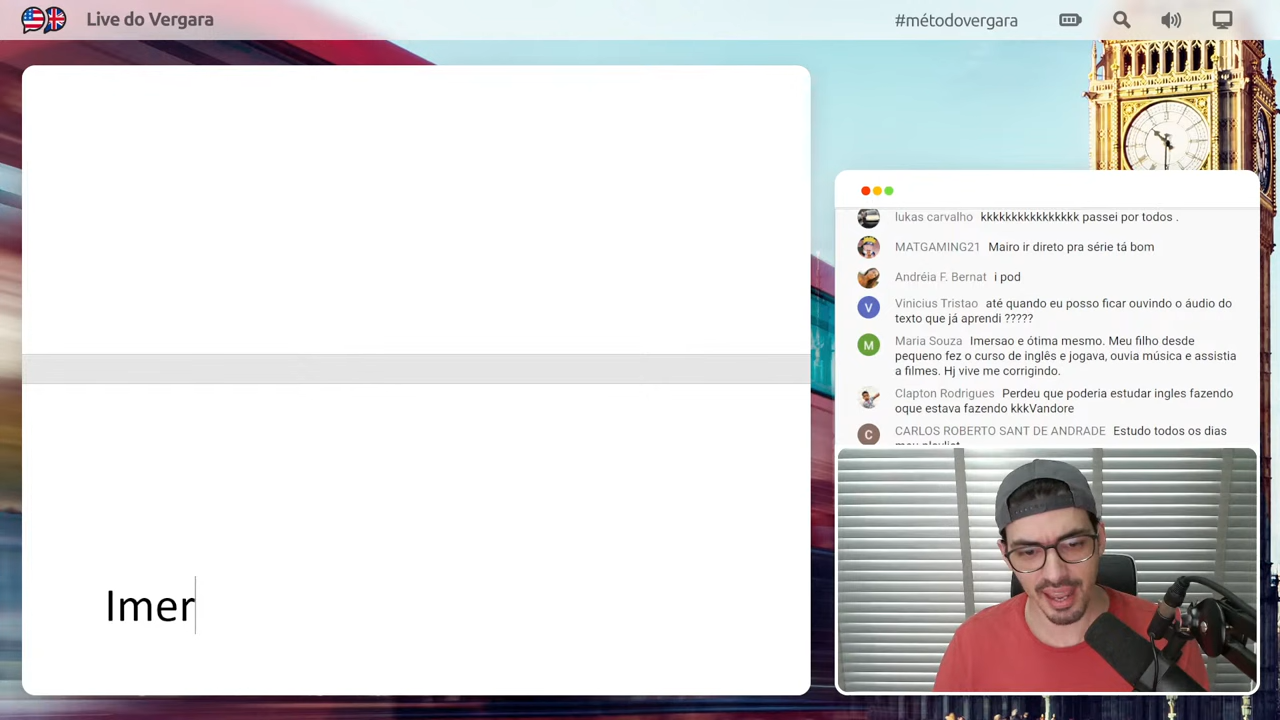 Live do Vergara
#métodovergara
lukas carvalho kkkkkkkkkkkkkkkk passei por todos .
MATGAMING21 Mairo ir direto pra série tá bom
Andréia F. Bernat i pod
V
Vinicius Tristao até quando eu posso ficar ouvindo o áudio do
texto que já aprendi ?????
M
Maria Souza Imersao e ótima mesmo. Meu filho desde
pequeno fez o curso de inglês e jogava, ouvia música e assistia
a filmes. Hj vive me corrigindo.
Clapton Rodrigues Perdeu que poderia estudar ingles fazendo
oque estava fazendo kkkVandore
C
CARLOS ROBERTO SANT DE ANDRADE Estudo todos os dias
Imer